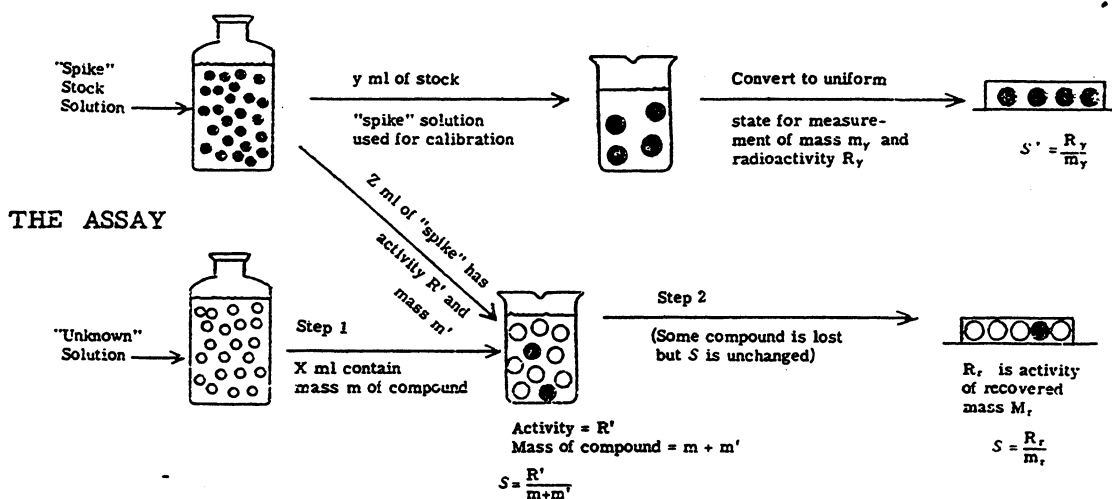 "Spike"
Stock
Solution
y ml of stock
"spike" solution
used for calibration
Convert to uniform
state for measure-
ment of mass m_y and
radioactivity R_y
S' = R_y/m_y
Z ml of "spike" has
activity R' and
mass m'
THE ASSAY
"Unknown"
Solution
Step 1
X ml contain
mass m of compound
Activity = R'
Mass of compound = m + m'
S = R'/m+m'
Step 2
(Some compound is lost
but S is unchanged)
R_r is activity
of recovered
mass M_r
S = R_r/m_r